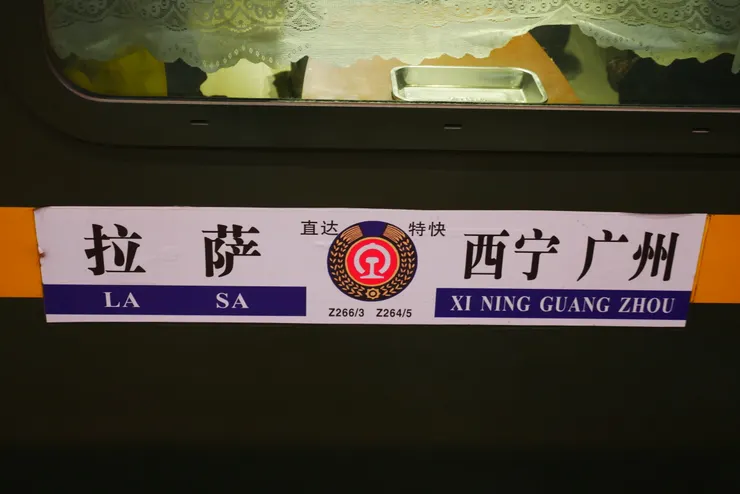 拉 萨
LA SA
直达 特快
Z266/3 Z264/5
西宁 广州
XI NING GUANG ZHOU